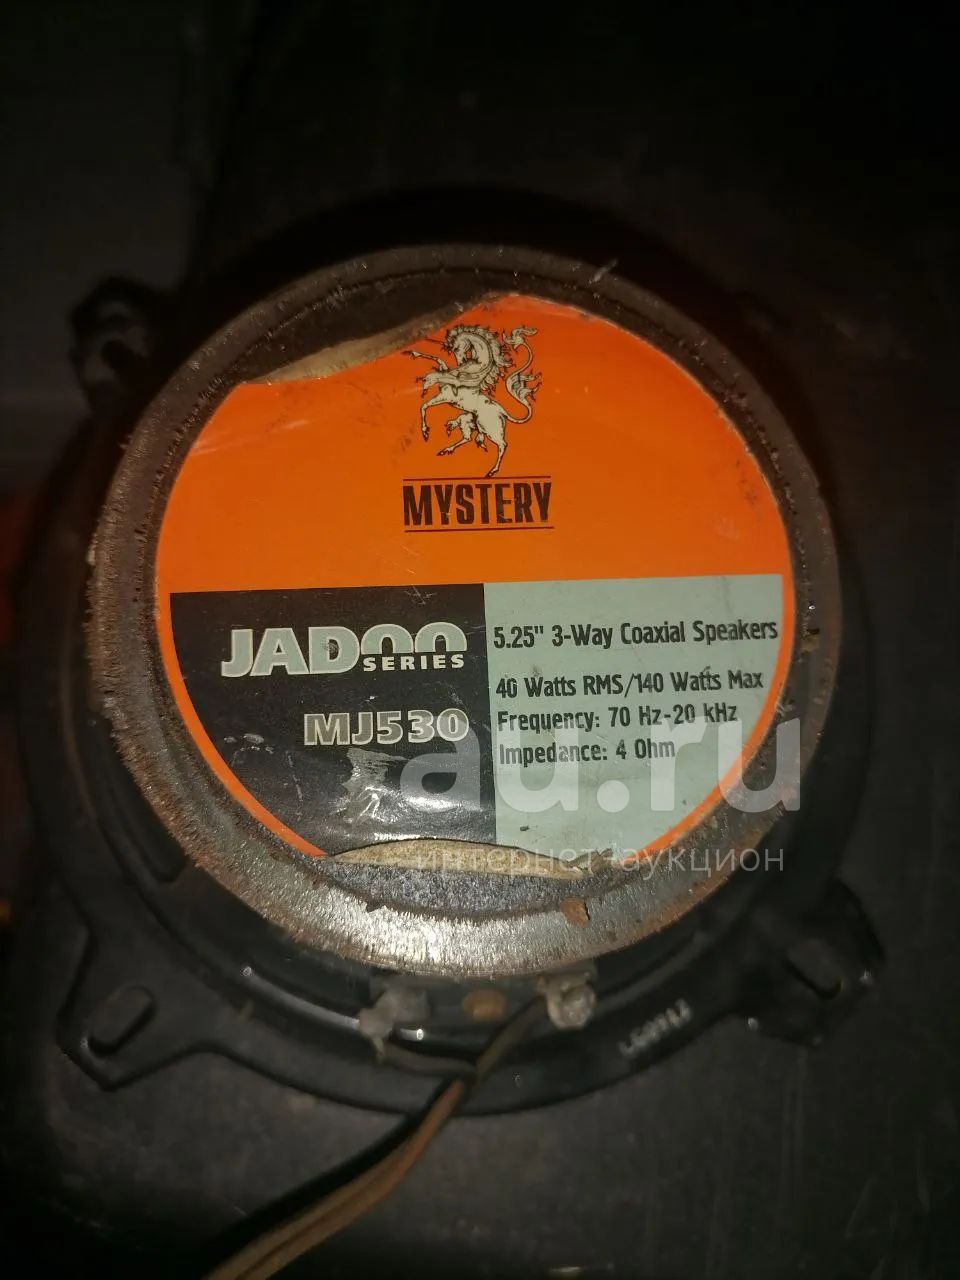 MYSTERY
JADOO
SERIES
MJ530
5.25" 3-Way Coaxial Speakers
40 Watts RMS/140 Watts Max
Frequency: 70 Hz-20 kHz
Impedance: 4 Ohm
au.ru
интернет-аукцион